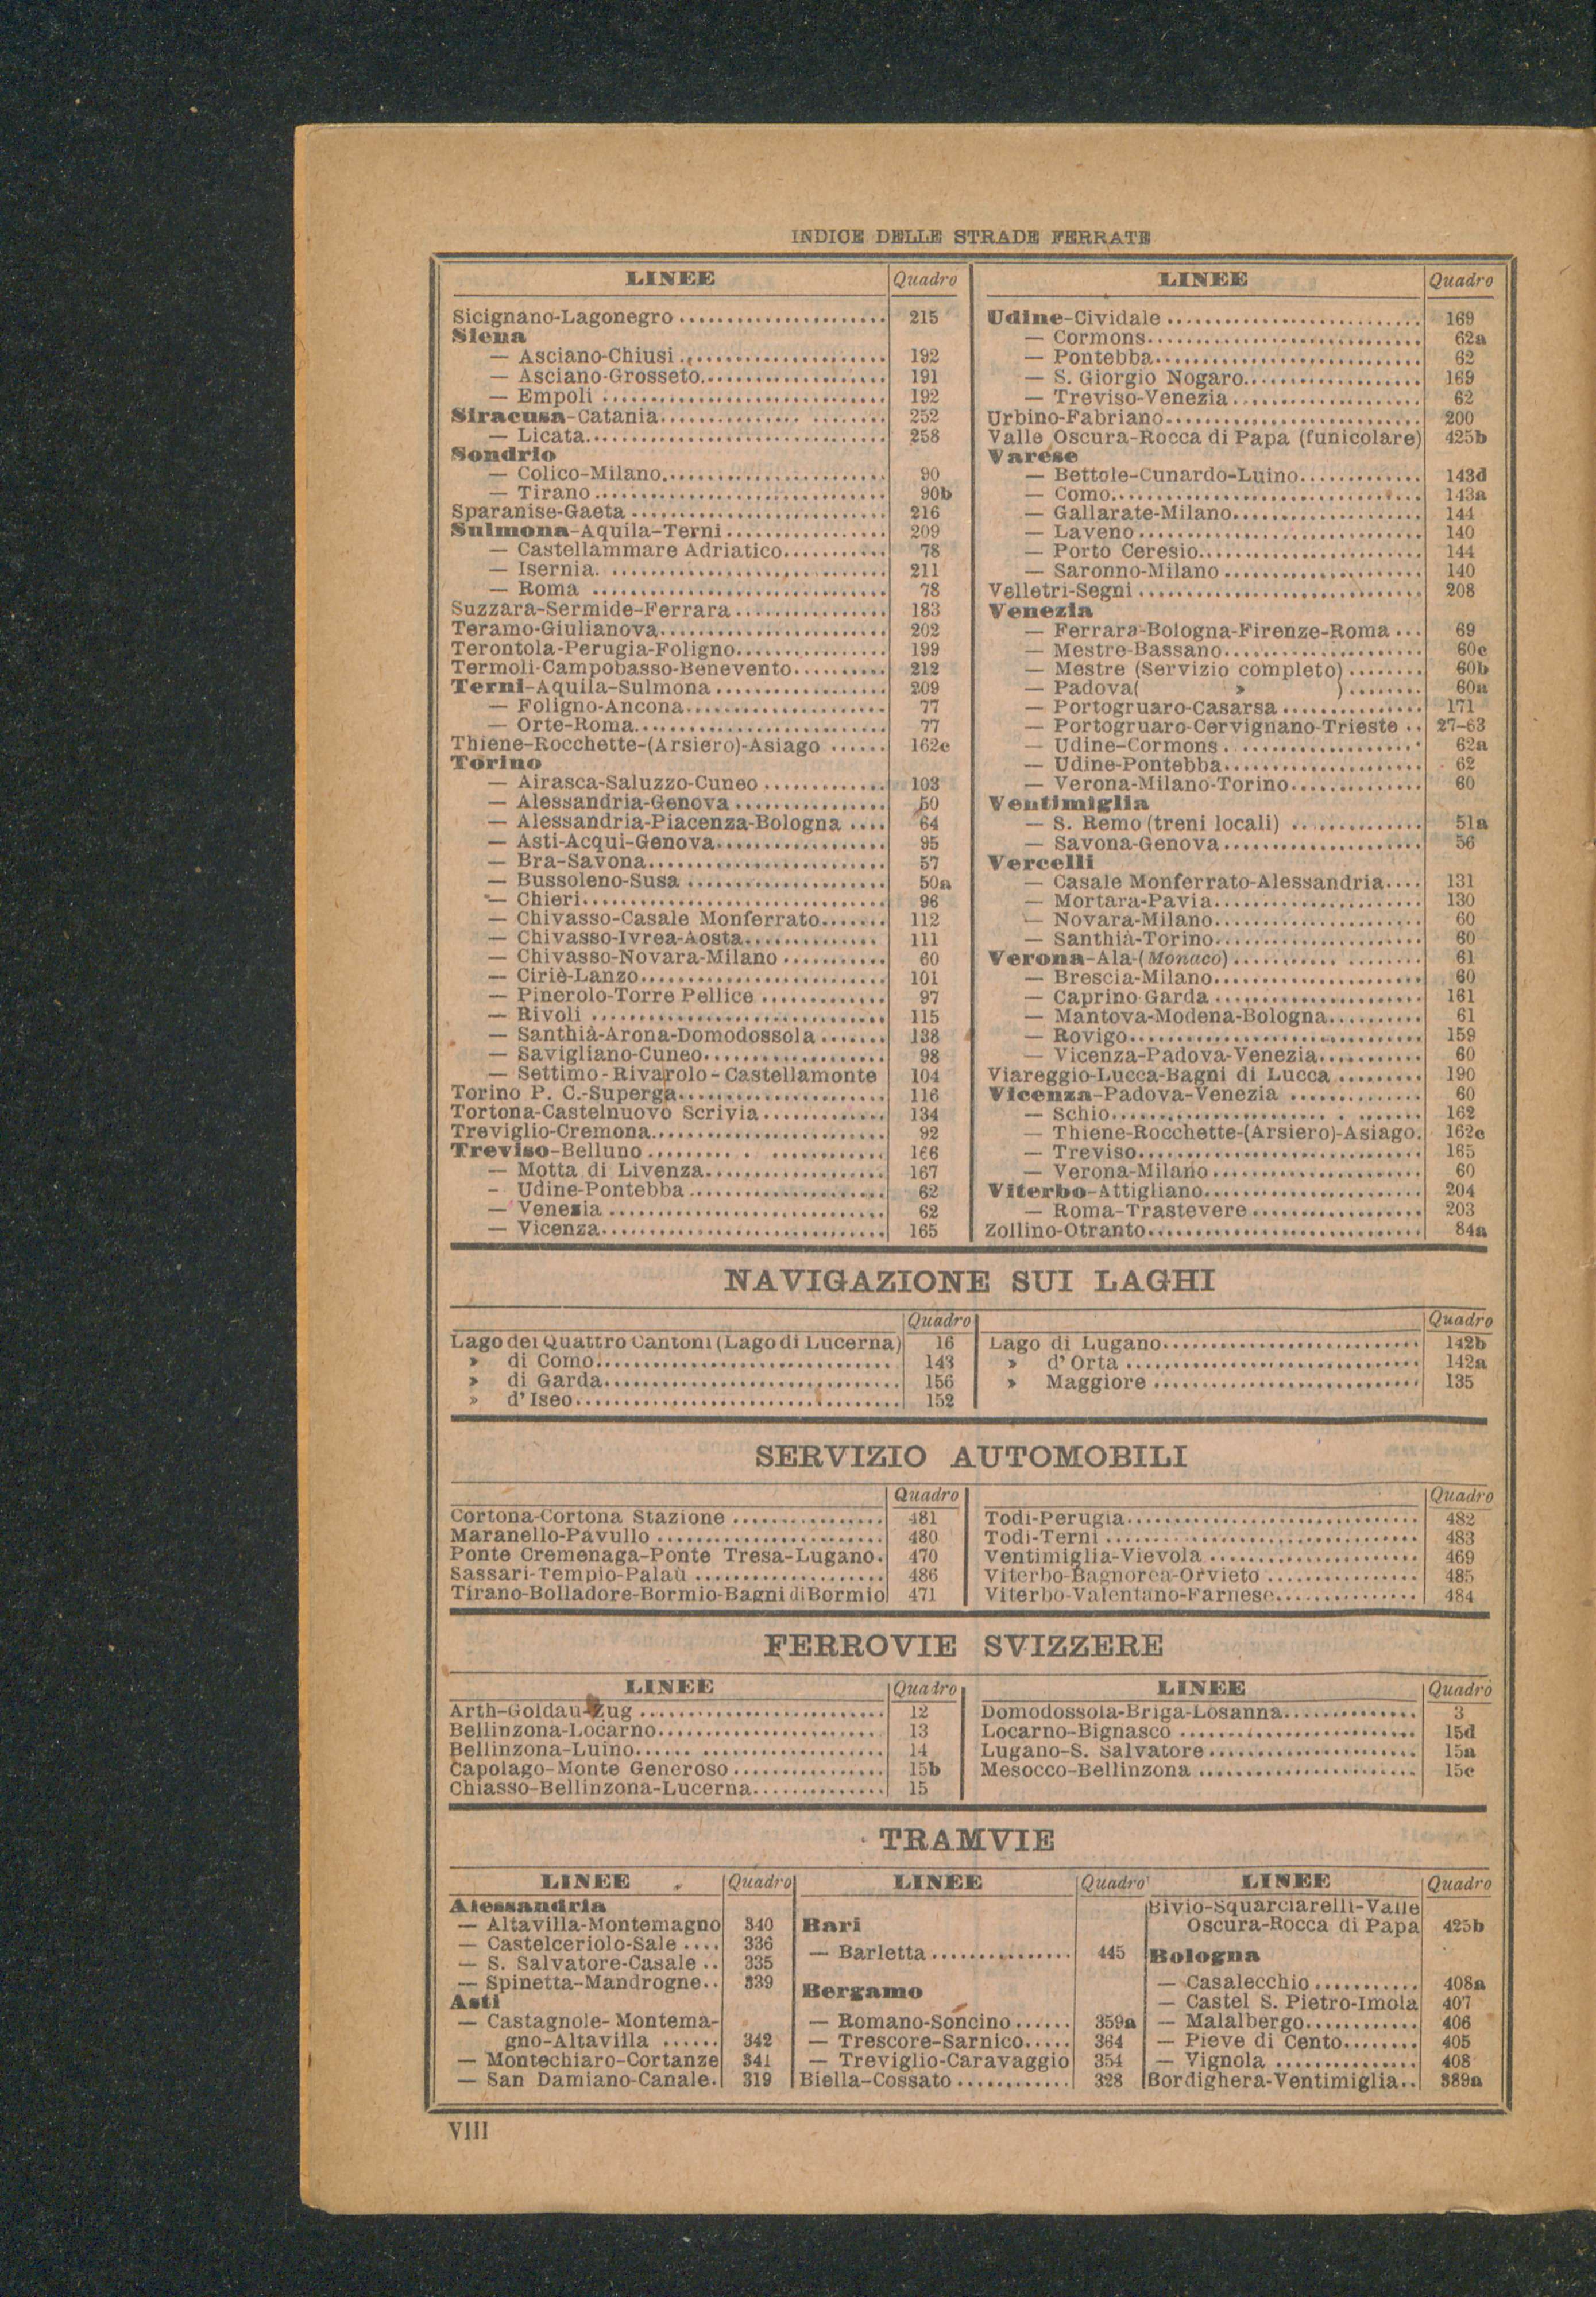 INDICE DELLE STRADE FERRATE
LINEE Quadro
Sicignano-Lagonegro 215
Siena
— Asciano-Chiusi 192
— Asciano-Grosseto 191
— Empoli 192
Siracusa-Catania 252
— Licata 258
Sondrio
— Colico-Milano 90
— Tirano 90b
Sparanise-Gaeta 216
Sulmona-Aquila-Terni 209
— Castellammare Adriatico 78
— Isernia 211
— Roma 78
Suzzara-Sermide-Ferrara 183
Teramo-Giulianova 202
Terontola-Perugia-Foligno 199
Termoli-Campobasso-Benevento 212
Terni-Aquila-Sulmona 209
— Foligno-Ancona 77
— Orte-Roma 77
Thiene-Rocchette-(Arsiero)-Asiago 162c
Torino
— Airasca-Saluzzo-Cuneo 103
— Alessandria-Genova 50
— Alessandria-Piacenza-Bologna 64
— Asti-Acqui-Genova 95
— Bra-Savona 57
— Bussoleno-Susa 50a
— Chieri 96
— Chivasso-Casale Monferrato 112
— Chivasso-Ivrea-Aosta 111
— Chivasso-Novara-Milano 60
— Ciriè-Lanzo 101
— Pinerolo-Torre Pellice 97
— Rivoli 115
— Santhià-Arona-Domodossola 138
— Savigliano-Cuneo 98
— Settimo-Rivarolo-Castellamonte 104
Torino P. C.-Superga 116
Tortona-Castelnuovo Scrivia 134
Treviglio-Cremona 92
Treviso-Belluno 166
— Motta di Livenza 167
— Udine-Pontebba 62
— Venezia 62
— Vicenza 165
LINEE Quadro
Udine-Cividale 169
— Cormons 62a
— Pontebba 62
— S. Giorgio Nogaro 169
— Treviso-Venezia 62
Urbino-Fabriano 200
Valle Oscura-Rocca di Papa (funicolare) 425b
Varese
— Bettole-Cunardo-Luino 143d
— Como 143a
— Gallarate-Milano 144
— Laveno 140
— Porto Ceresio 144
— Saronno-Milano 140
Velletri-Segni 208
Venezia
— Ferrara-Bologna-Firenze-Roma 69
— Mestre-Bassano 60c
— Mestre (Servizio completo) 60b
— Padova( » ) 60a
— Portogruaro-Casarsa 171
— Portogruaro-Cervignano-Trieste 27-63
— Udine-Cormons 62a
— Udine-Pontebba 62
— Verona-Milano-Torino 60
Ventimiglia
— S. Remo (treni locali) 51a
— Savona-Genova 56
Vercelli
— Casale Monferrato-Alessandria 131
— Mortara-Pavia 130
— Novara-Milano 60
— Santhià-Torino 60
Verona-Ala-(Monaco) 61
— Brescia-Milano 60
— Caprino Garda 161
— Mantova-Modena-Bologna 61
— Rovigo 159
— Vicenza-Padova-Venezia 60
Viareggio-Lucca-Bagni di Lucca 190
Vicenza-Padova-Venezia 60
— Schio 162
— Thiene-Rocchette-(Arsiero)-Asiago. 162c
— Treviso 165
— Verona-Milano 60
Viterbo-Attigliano 204
— Roma-Trastevere 203
Zollino-Otranto 84a
NAVIGAZIONE SUI LAGHI
Quadro
Lago dei Quattro Cantoni (Lago di Lucerna) 16
» di Como 143
» di Garda 156
» d'Iseo 152
Quadro
Lago di Lugano 142b
» d'Orta 142a
» Maggiore 135
SERVIZIO AUTOMOBILI
Quadro
Cortona-Cortona Stazione 481
Maranello-Pavullo 480
Ponte Cremenaga-Ponte Tresa-Lugano. 470
Sassari-Tempio-Palau 486
Tirano-Bolladore-Bormio-Bagni di Bormio 471
Quadro
Todi-Perugia 482
Todi-Terni 483
Ventimiglia-Vievola 469
Viterbo-Bagnorea-Orvieto 485
Viterbo-Valentano-Farnese 484
FERROVIE SVIZZERE
LINEE Quadro
Arth-Goldau-Zug 12
Bellinzona-Locarno 13
Bellinzona-Luino 14
Capolago-Monte Generoso 15b
Chiasso-Bellinzona-Lucerna 15
LINEE Quadro
Domodossola-Briga-Losanna 3
Locarno-Bignasco 15d
Lugano-S. Salvatore 15a
Mesocco-Bellinzona 15c
TRAMVIE
LINEE Quadro
Alessandria
— Altavilla-Montemagno 340
— Castelceriolo-Sale 336
— S. Salvatore-Casale 335
— Spinetta-Mandrogne 339
Asti
— Castagnole-Montema-
gno-Altavilla 342
— Montechiaro-Cortanze 341
— San Damiano-Canale. 319
LINEE Quadro
Bari
— Barletta 445
Bergamo
— Romano-Soncino 359a
— Trescore-Sarnico 364
— Treviglio-Caravaggio 354
Biella-Cossato 328
LINEE Quadro
Bivio-Squarciarelli-Valle
Oscura-Rocca di Papa 425b
Bologna
— Casalecchio 408a
— Castel S. Pietro-Imola 407
— Malalbergo 406
— Pieve di Cento 405
— Vignola 408
Bordighera-Ventimiglia 389a
VIII